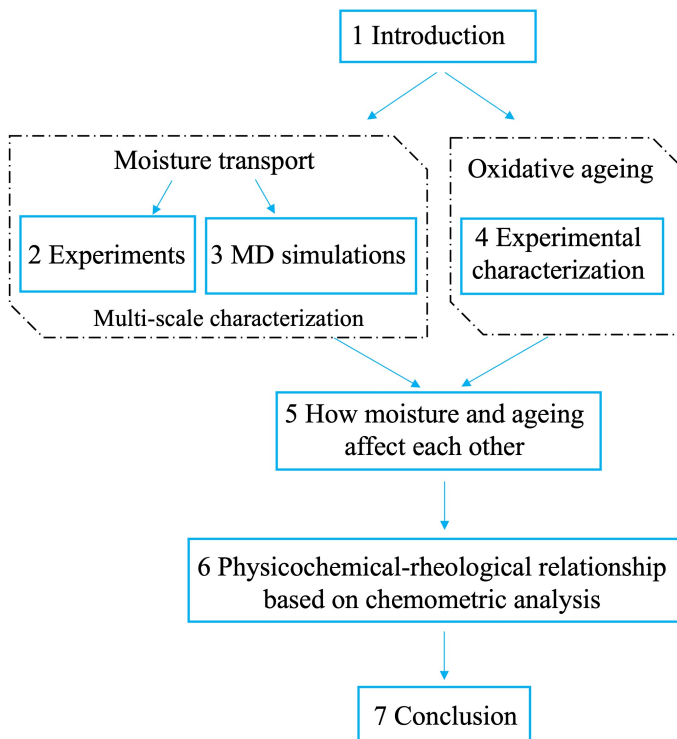 1 Introduction
Moisture transport
2 Experiments
3 MD simulations
Multi-scale characterization
Oxidative ageing
4 Experimental
characterization
5 How moisture and ageing
affect each other
6 Physicochemical-rheological relationship
based on chemometric analysis
7 Conclusion